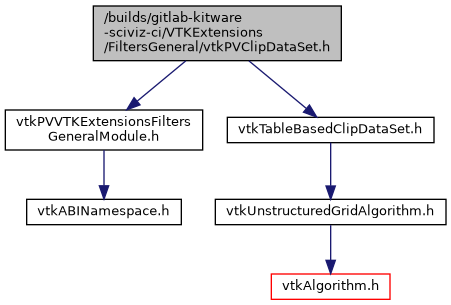 /builds/gitlab-kitware
-sciviz-ci/VTKExtensions
/FiltersGeneral/vtkPVClipDataSet.h
vtkPVVTKExtensionsFilters
GeneralModule.h
vtkTableBasedClipDataSet.h
vtkABINamespace.h
vtkUnstructuredGridAlgorithm.h
vtkAlgorithm.h